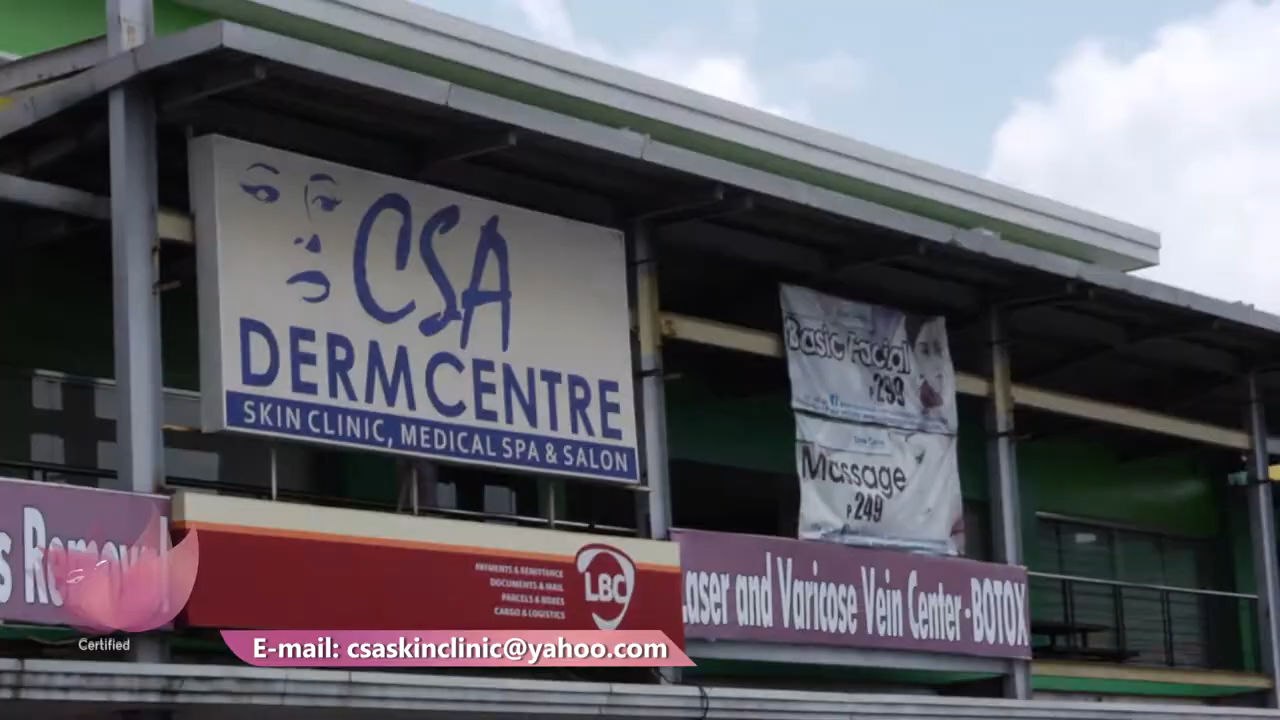 CSA
DERMCENTRE
SKIN CLINIC, MEDICAL SPA & SALON
Basic Facial
₱299
Massage
₱249
s Removal
LBC
PAYMENTS & REMITTANCE
DOCUMENTS & MAIL
PARCELS & BOXES
CARGO & LOGISTICS
Laser and Varicose Vein Center • BOTOX
Certified
E-mail: csaskinclinic@yahoo.com